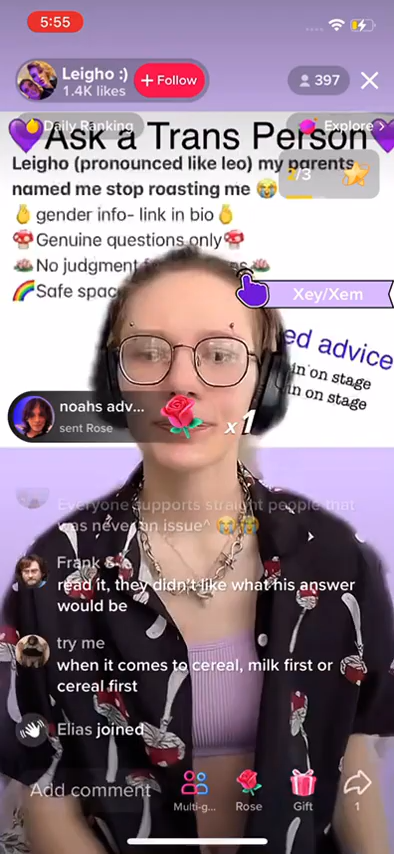 5:55
Leigho :)
1.4K likes
+ Follow
397
Daily Ranking
Explore >
Ask a Trans Person
Leigho (pronounced like leo) my parents
named me stop roasting me 😭
/3
gender info- link in bio
Genuine questions only
No judgment
Safe spac
Xey/Xem
ed advice
in on stage
in on stage
noahs adv...
sent Rose
x1
Everyone supports straight people that
was never an issue^ 😭😭
Frank S
read it, they didn't like what his answer
would be
try me
when it comes to cereal, milk first or
cereal first
Elias joined
Add comment
Multi-g...
Rose
Gift
1